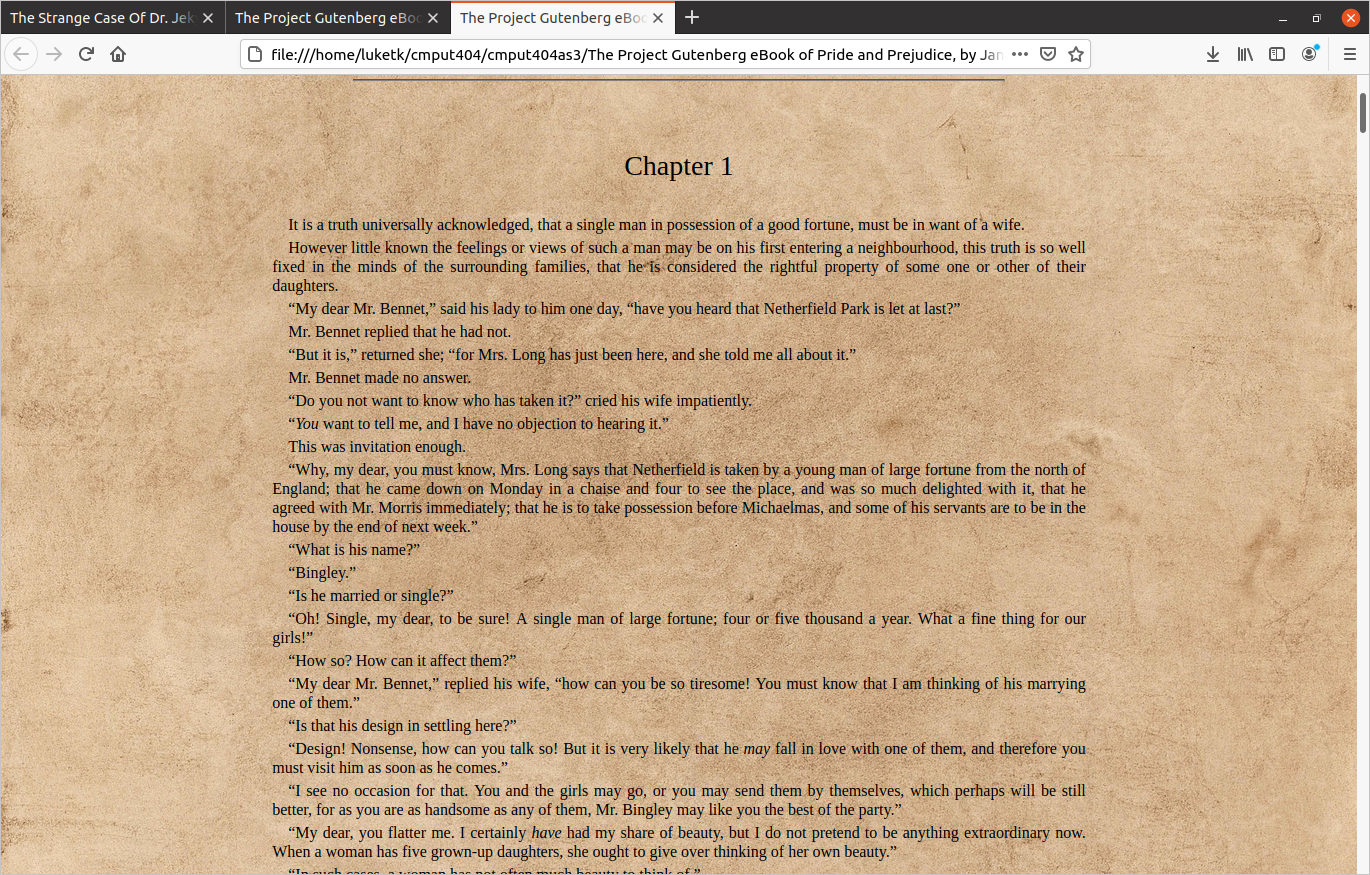 The Strange Case Of Dr. Jek
The Project Gutenberg eBoo
The Project Gutenberg eBoo
file:///home/luketk/cmput404/cmput404as3/The Project Gutenberg eBook of Pride and Prejudice, by Jan
Chapter 1
It is a truth universally acknowledged, that a single man in possession of a good fortune, must be in want of a wife.
However little known the feelings or views of such a man may be on his first entering a neighbourhood, this truth is so well
fixed in the minds of the surrounding families, that he is considered the rightful property of some one or other of their
daughters.
“My dear Mr. Bennet,” said his lady to him one day, “have you heard that Netherfield Park is let at last?”
Mr. Bennet replied that he had not.
“But it is,” returned she; “for Mrs. Long has just been here, and she told me all about it.”
Mr. Bennet made no answer.
“Do you not want to know who has taken it?” cried his wife impatiently.
“You want to tell me, and I have no objection to hearing it.”
This was invitation enough.
“Why, my dear, you must know, Mrs. Long says that Netherfield is taken by a young man of large fortune from the north of
England; that he came down on Monday in a chaise and four to see the place, and was so much delighted with it, that he
agreed with Mr. Morris immediately; that he is to take possession before Michaelmas, and some of his servants are to be in the
house by the end of next week.”
“What is his name?”
“Bingley.”
“Is he married or single?”
“Oh! Single, my dear, to be sure! A single man of large fortune; four or five thousand a year. What a fine thing for our
girls!”
“How so? How can it affect them?”
“My dear Mr. Bennet,” replied his wife, “how can you be so tiresome! You must know that I am thinking of his marrying
one of them.”
“Is that his design in settling here?”
“Design! Nonsense, how can you talk so! But it is very likely that he may fall in love with one of them, and therefore you
must visit him as soon as he comes.”
“I see no occasion for that. You and the girls may go, or you may send them by themselves, which perhaps will be still
better, for as you are as handsome as any of them, Mr. Bingley may like you the best of the party.”
“My dear, you flatter me. I certainly have had my share of beauty, but I do not pretend to be anything extraordinary now.
When a woman has five grown-up daughters, she ought to give over thinking of her own beauty.”
“In such cases, a woman has not often much beauty to think of.”